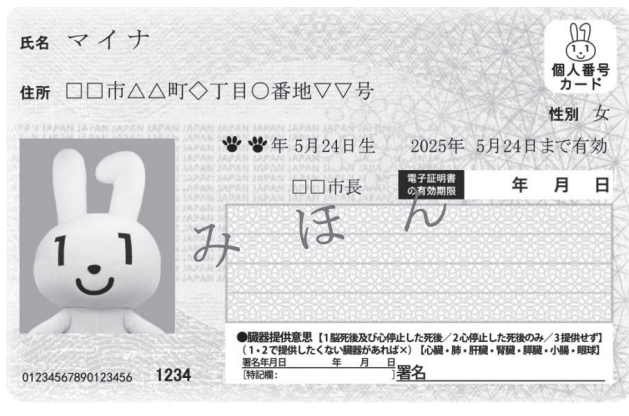 氏名 マイナ
個人番号
カード
住所 □□市△△町◇丁目○番地▽▽号
性別 女
年 5月24日生 2025年 5月24日まで有効
□□市長 電子証明書の有効期限 年 月 日
みほん
●臓器提供意思【1脳死後及び心停止した死後/2心停止した死後のみ/3提供せず】
(1・2で提供したくない臓器があれば×)【心臓・肺・肝臓・腎臓・膵臓・小腸・眼球】
署名年月日 年 月 日
[特記欄: ]署名
01234567890123456 1234